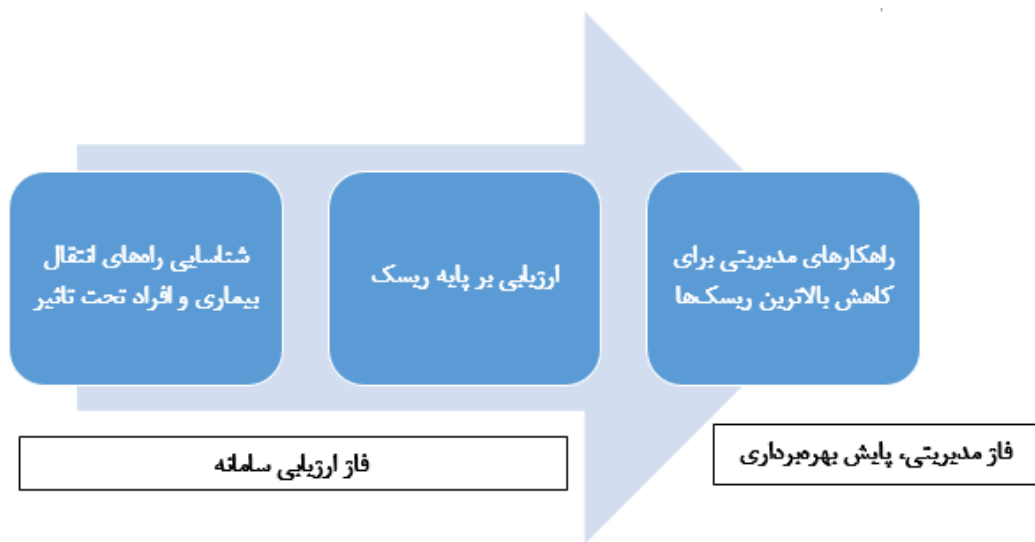 شناسایی راه‌های انتقال
بیماری و افراد تحت تاثیر
ارزیابی بر پایه ریسک
راهکارهای مدیریتی برای
کاهش بالاترین ریسک‌ها
فاز ارزیابی سامانه
فاز مدیریتی، پایش بهره‌برداری